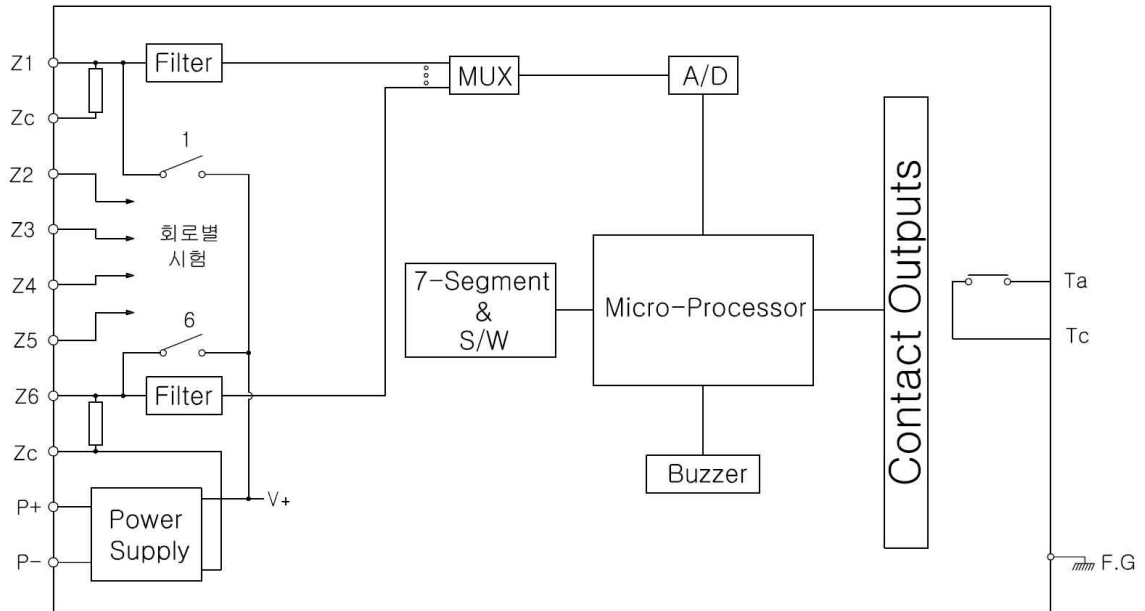 Z1
Filter
MUX
A/D
Zc
1
Z2
Z3
회로별
시험
Z4
Z5
6
Z6
Filter
Zc
P+
P-
Power
Supply
V+
7-Segment
&
S/W
Micro-Processor
Buzzer
Contact Outputs
Ta
Tc
F.G